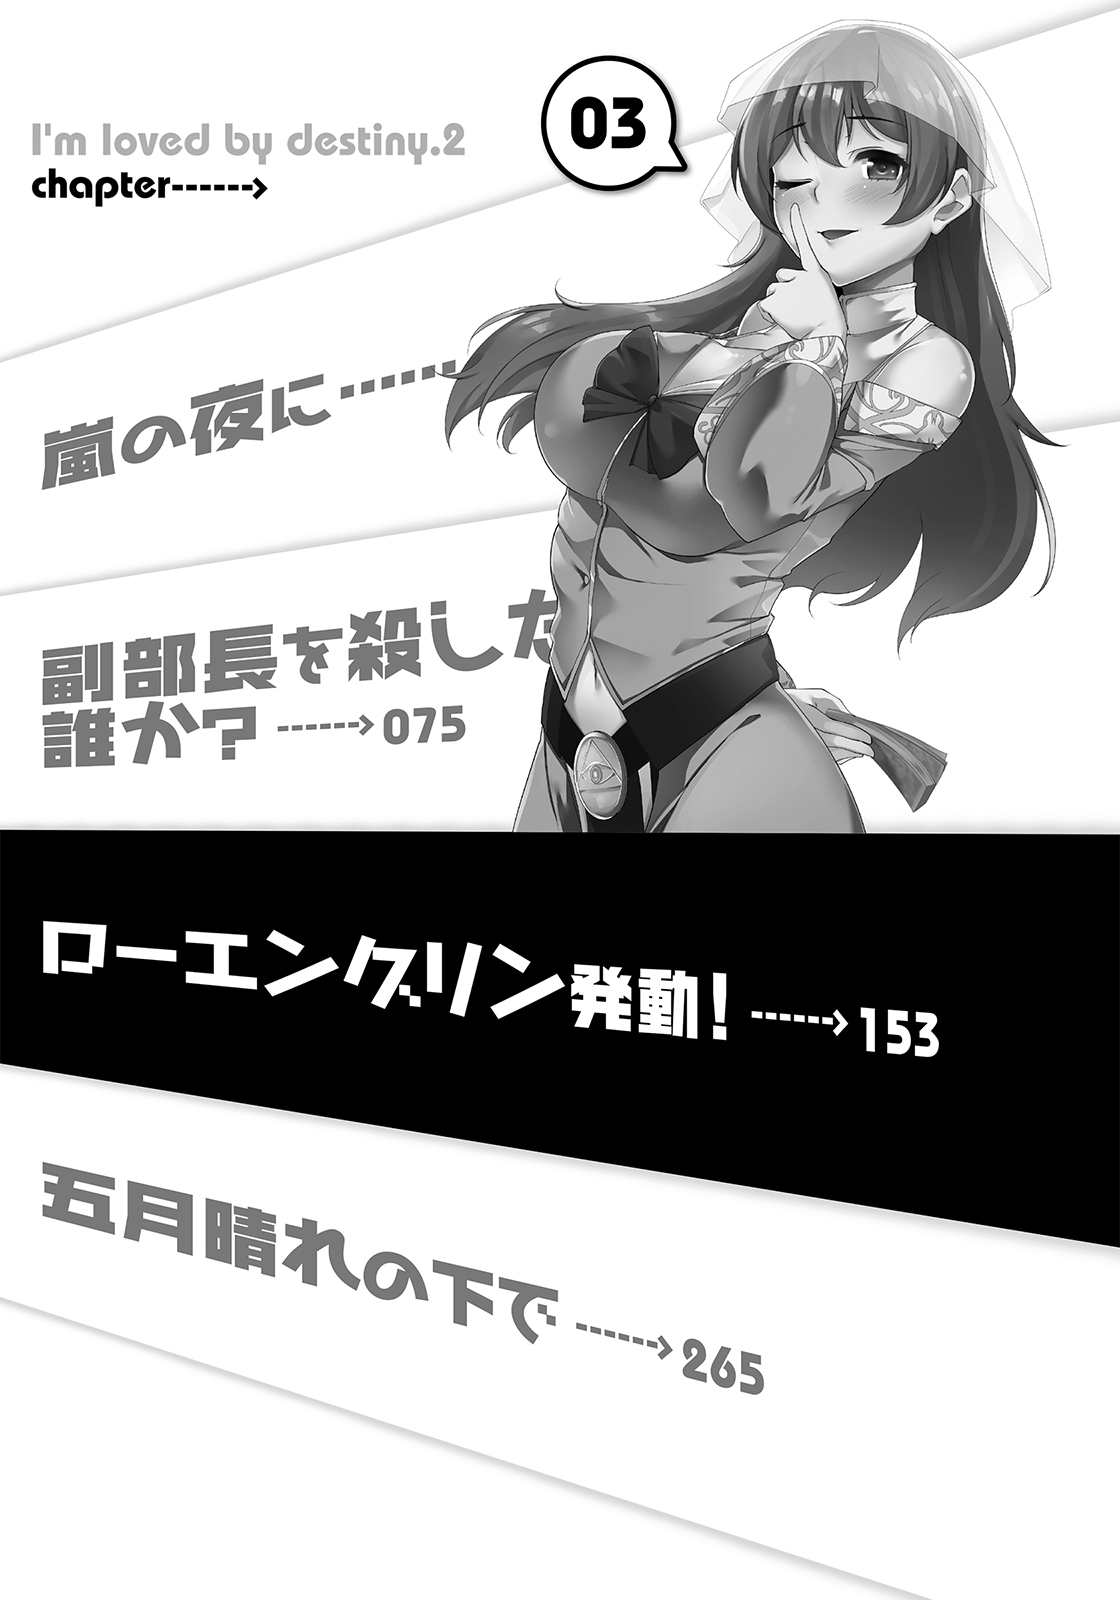 I'm loved by destiny.2
chapter------>
03
嵐の夜に……
副部長を殺した
誰か？ ------> 075
ローエングリン発動！ ------> 153
五月晴れの下で ------> 265